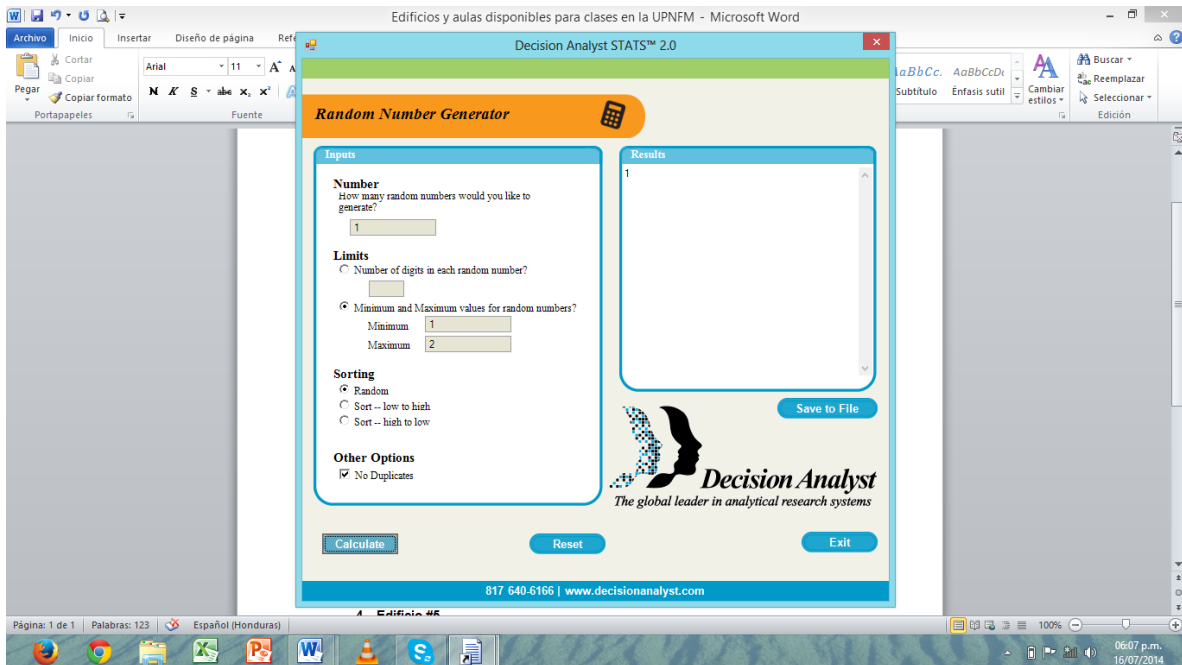 Edificios y aulas disponibles para clases en la UPNFM - Microsoft Word
Archivo Inicio Insertar Diseño de página
Cortar
Copiar
Copiar formato
Pegar
Portapapeles
Arial 11
N K S abc x₂ x²
Fuente
AaBbCcDc
Subtítulo Énfasis sutil
Cambiar
estilos
Buscar
Reemplazar
Seleccionar
Edición
Decision Analyst STATS™ 2.0
Random Number Generator
Inputs
Number
How many random numbers would you like to
generate?
1
Limits
Number of digits in each random number?
Minimum and Maximum values for random numbers?
Minimum 1
Maximum 2
Sorting
Random
Sort -- low to high
Sort -- high to low
Other Options
No Duplicates
Results
1
Save to File
Decision Analyst
The global leader in analytical research systems
Calculate
Reset
Exit
817 640-6166 | www.decisionanalyst.com
4. Edificio #5
Página: 1 de 1 Palabras: 123 Español (Honduras)
100%
06:07 p.m.
16/07/2014